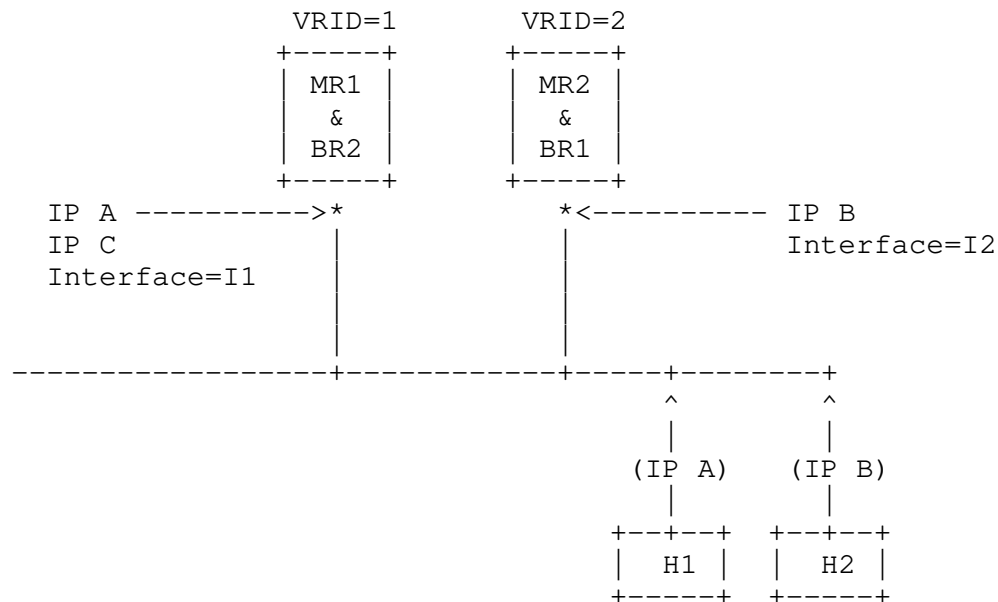 VRID=1 VRID=2
+-----+ +-----+
| MR1 | | MR2 |
| & | | & |
| BR2 | | BR1 |
+-----+ +-----+
IP A ---------->* *<---------- IP B
IP C | | Interface=I2
Interface=I1 | |
| |
| |
------------------+------------+-----+--------+
^ ^
| |
(IP A) (IP B)
| |
+--+--+ +--+--+
| H1 | | H2 |
+-----+ +-----+